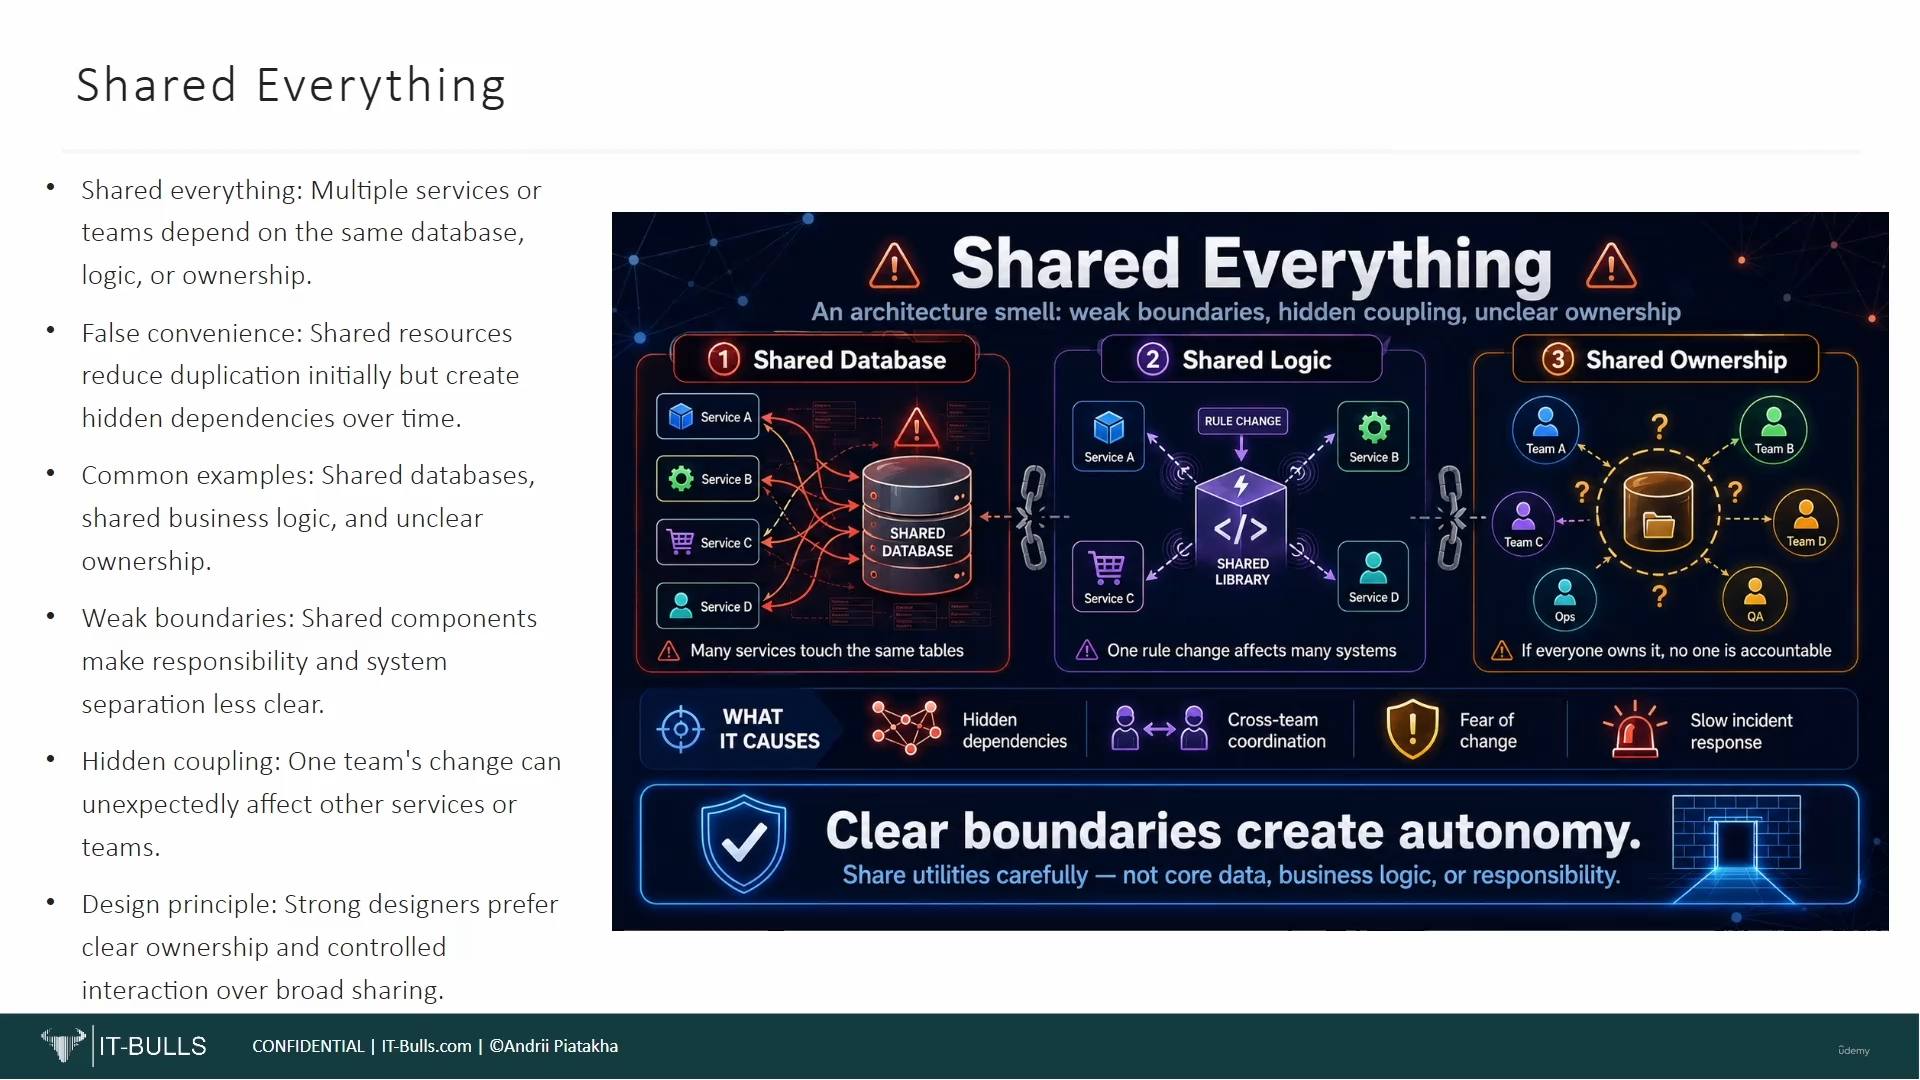 Shared Everything
• Shared everything: Multiple services or
teams depend on the same database,
logic, or ownership.
• False convenience: Shared resources
reduce duplication initially but create
hidden dependencies over time.
• Common examples: Shared databases,
shared business logic, and unclear
ownership.
• Weak boundaries: Shared components
make responsibility and system
separation less clear.
• Hidden coupling: One team's change can
unexpectedly affect other services or
teams.
• Design principle: Strong designers prefer
clear ownership and controlled
interaction over broad sharing.
Shared Everything
An architecture smell: weak boundaries, hidden coupling, unclear ownership
1 Shared Database
Service A
Service B
Service C
Service D
SHARED
DATABASE
Many services touch the same tables
2 Shared Logic
RULE CHANGE
Service A
Service B
</>
SHARED
LIBRARY
Service C
Service D
One rule change affects many systems
3 Shared Ownership
Team A
?
Team B
?
?
Team C
Team D
Ops
?
QA
If everyone owns it, no one is accountable
WHAT
IT CAUSES
Hidden
dependencies
Cross-team
coordination
Fear of
change
Slow incident
response
Clear boundaries create autonomy.
Share utilities carefully — not core data, business logic, or responsibility.
IT-BULLS
CONFIDENTIAL | IT-Bulls.com | ©Andrii Piatakha
udemy